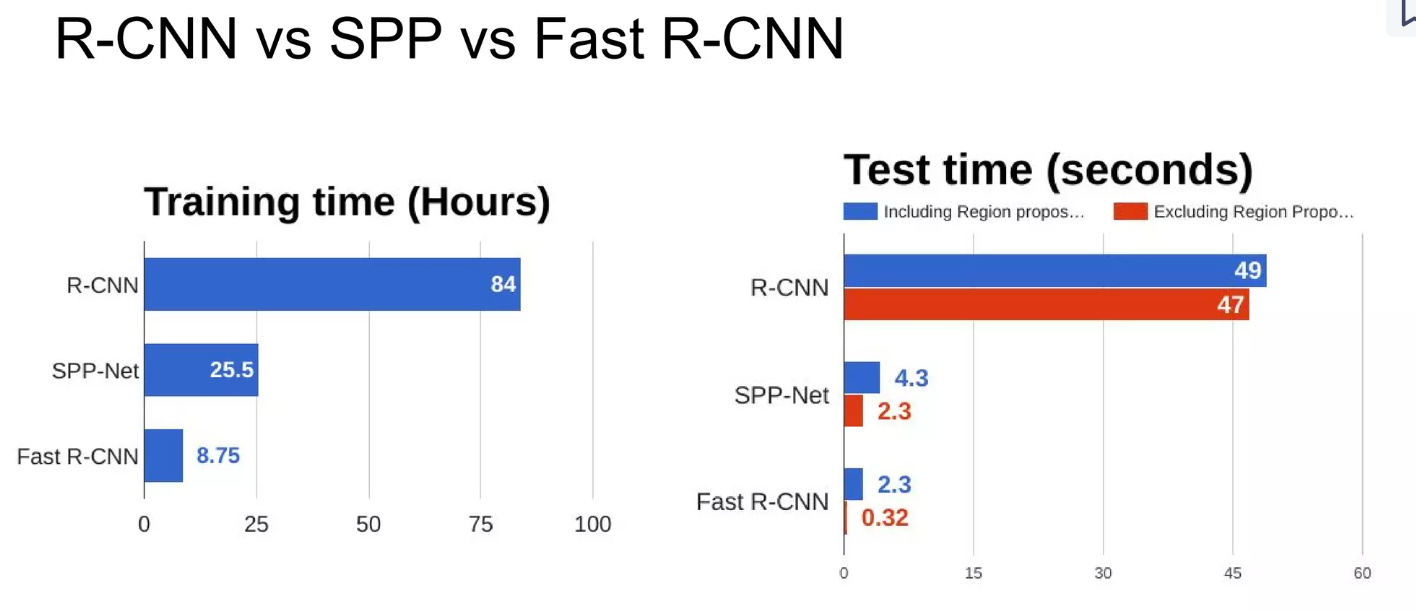 R-CNN vs SPP vs Fast R-CNN
Training time (Hours)
R-CNN 84
SPP-Net 25.5
Fast R-CNN 8.75
0 25 50 75 100
Test time (seconds)
Including Region propos... Excluding Region Propo...
R-CNN 49
47
SPP-Net 4.3
2.3
Fast R-CNN 2.3
0.32
0 15 30 45 60